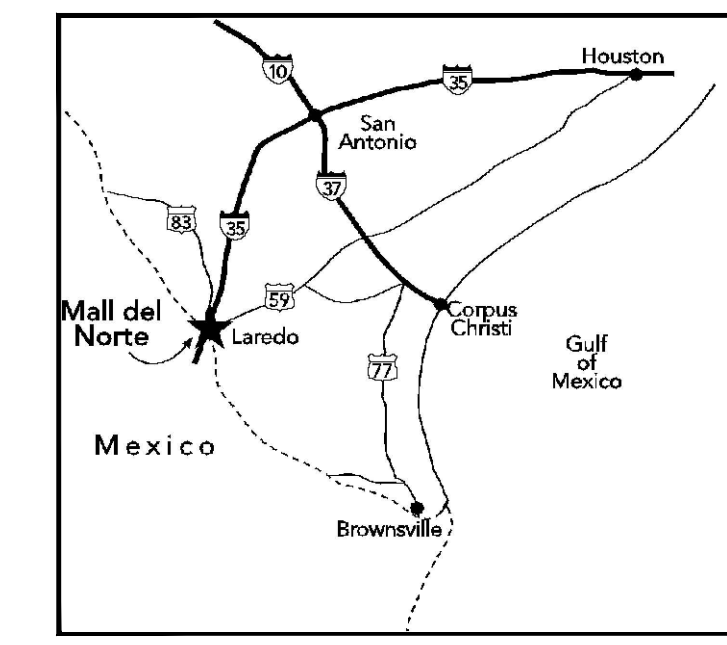 Houston
10
35
San
Antonio
37
83
35
59
Mall del
Norte
Laredo
Corpus
Christi
Gulf
of
Mexico
77
Mexico
Brownsville